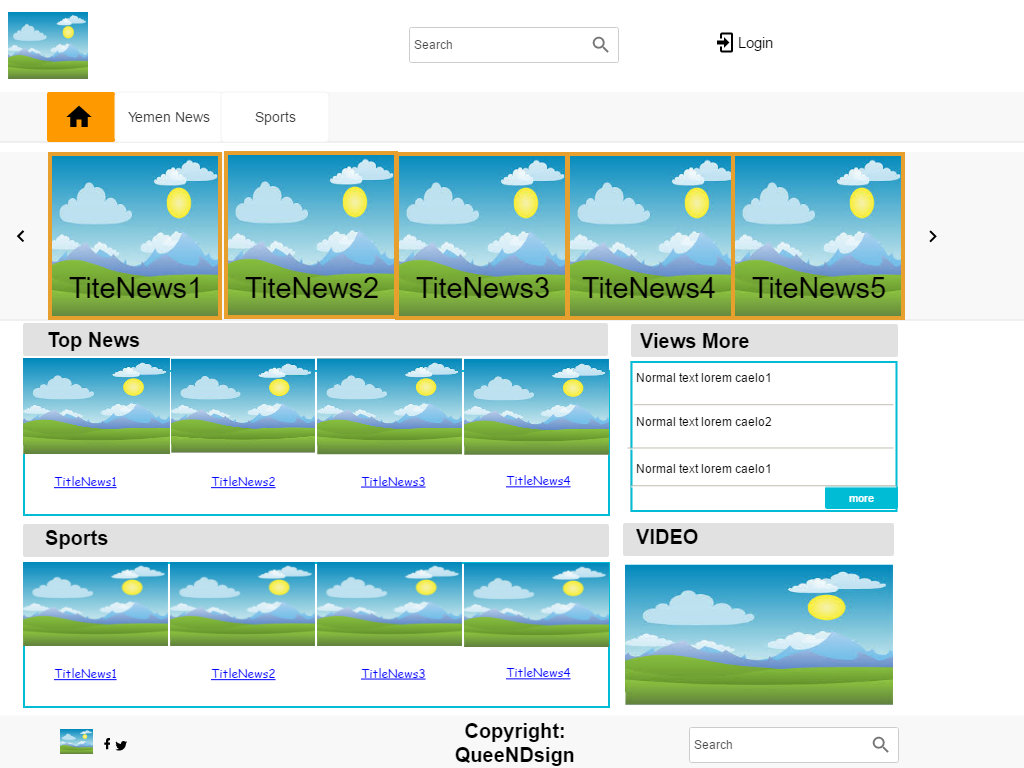 Search
Login
Yemen News
Sports
TiteNews1
TiteNews2
TiteNews3
TiteNews4
TiteNews5
Top News
Views More
Normal text lorem caelo1
Normal text lorem caelo2
Normal text lorem caelo1
more
TitleNews1
TitleNews2
TitleNews3
TitleNews4
Sports
VIDEO
TitleNews1
TitleNews2
TitleNews3
TitleNews4
Copyright:
QueeNDsign
Search